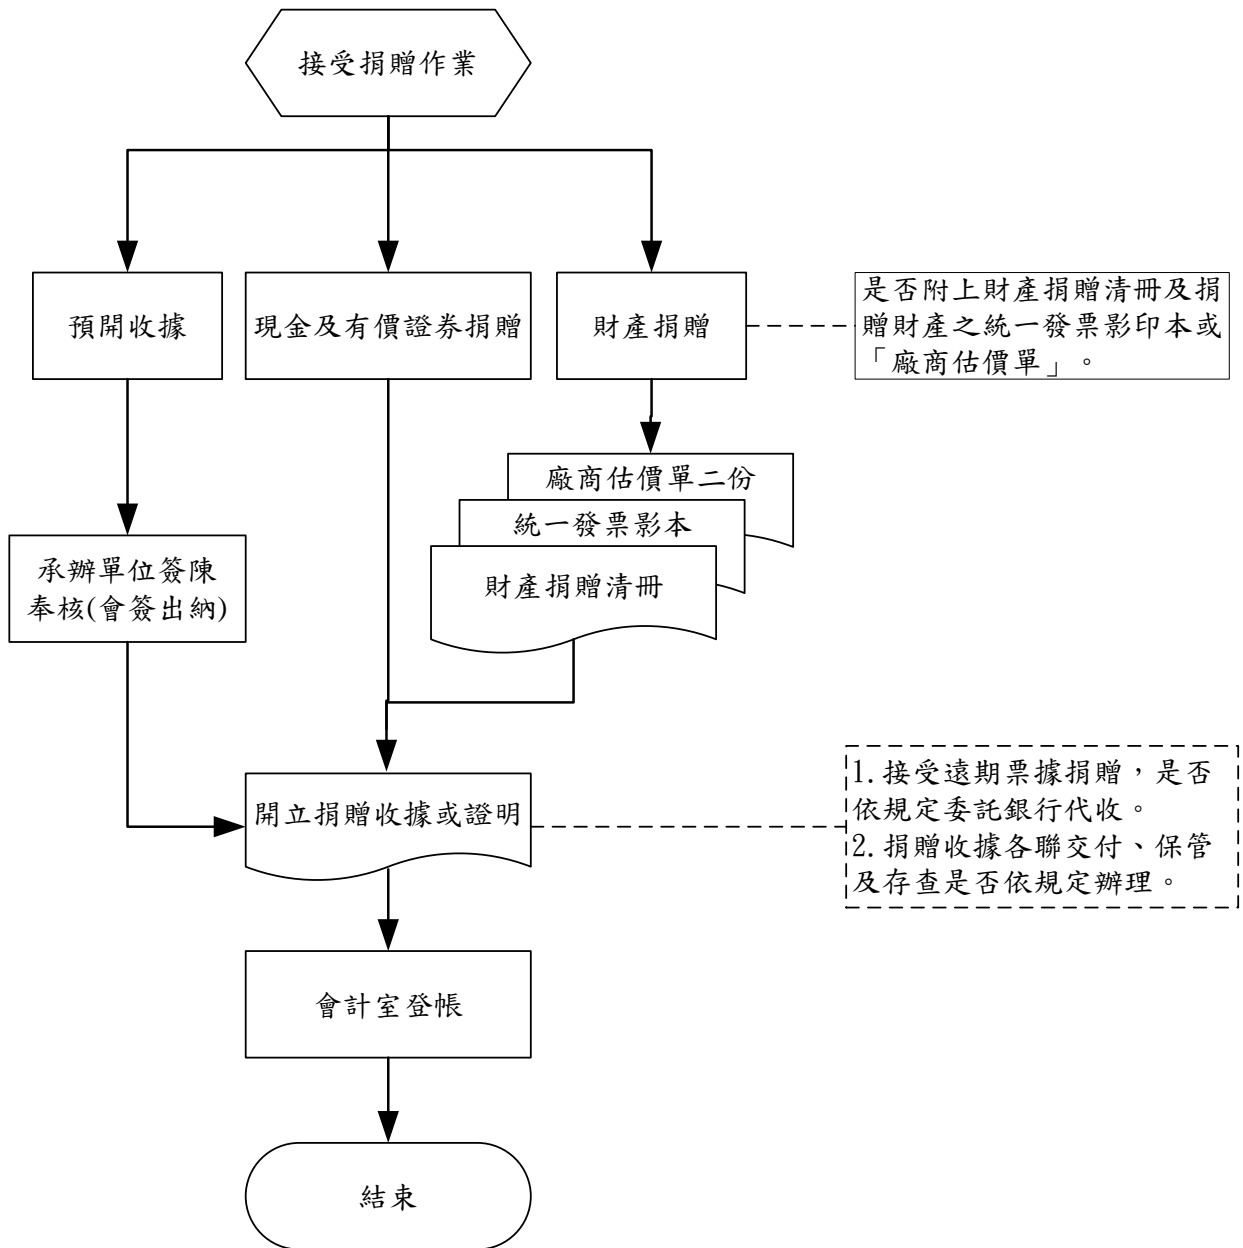 接受捐贈作業
預開收據
現金及有價證券捐贈
財產捐贈
是否附上財產捐贈清冊及捐
贈財產之統一發票影印本或
「廠商估價單」。
廠商估價單二份
統一發票影本
財產捐贈清冊
承辦單位簽陳
奉核(會簽出納)
開立捐贈收據或證明
1.接受遠期票據捐贈，是否
依規定委託銀行代收。
2.捐贈收據各聯交付、保管
及存查是否依規定辦理。
會計室登帳
結束